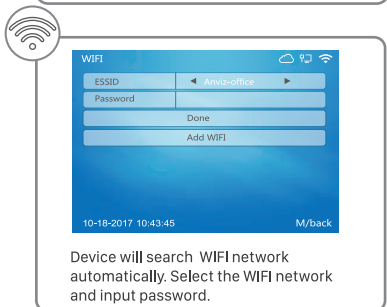 WIFI
ESSID ◀ Anviz-office ▶
Password
Done
Add WIFI
10-18-2017 10:43:45 M/back
Device will search WIFI network
automatically. Select the WIFI network
and input password.